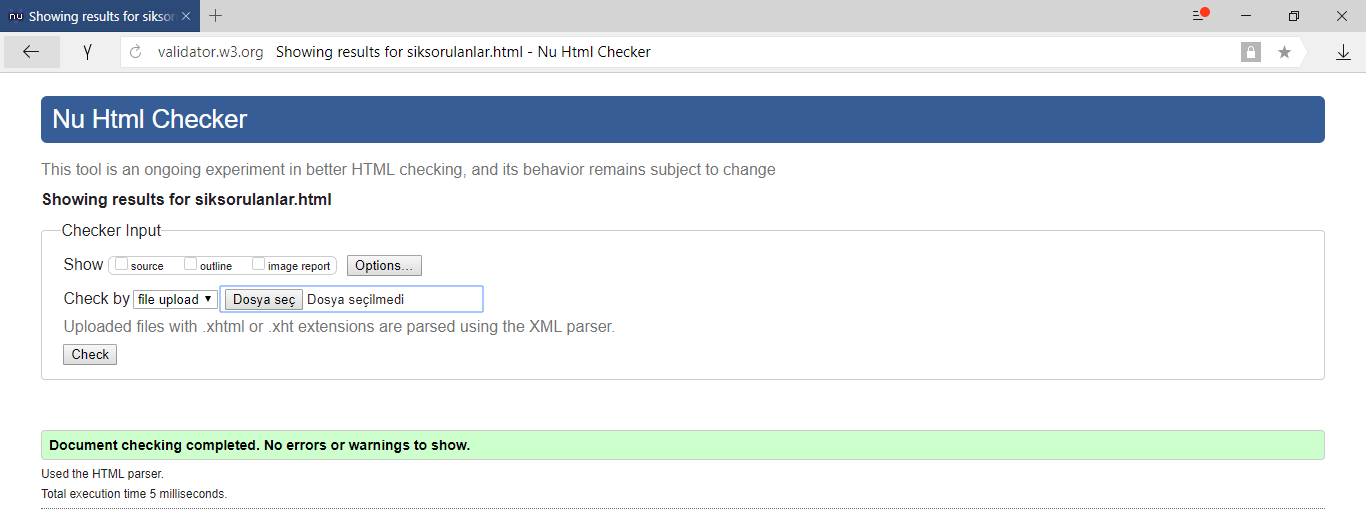 nu Showing results for sikson
validator.w3.org Showing results for siksorulanlar.html - Nu Html Checker
Nu Html Checker
This tool is an ongoing experiment in better HTML checking, and its behavior remains subject to change
Showing results for siksorulanlar.html
Checker Input
Show source outline image report Options...
Check by file upload Dosya seç Dosya seçilmedi
Uploaded files with .xhtml or .xht extensions are parsed using the XML parser.
Check
Document checking completed. No errors or warnings to show.
Used the HTML parser.
Total execution time 5 milliseconds.